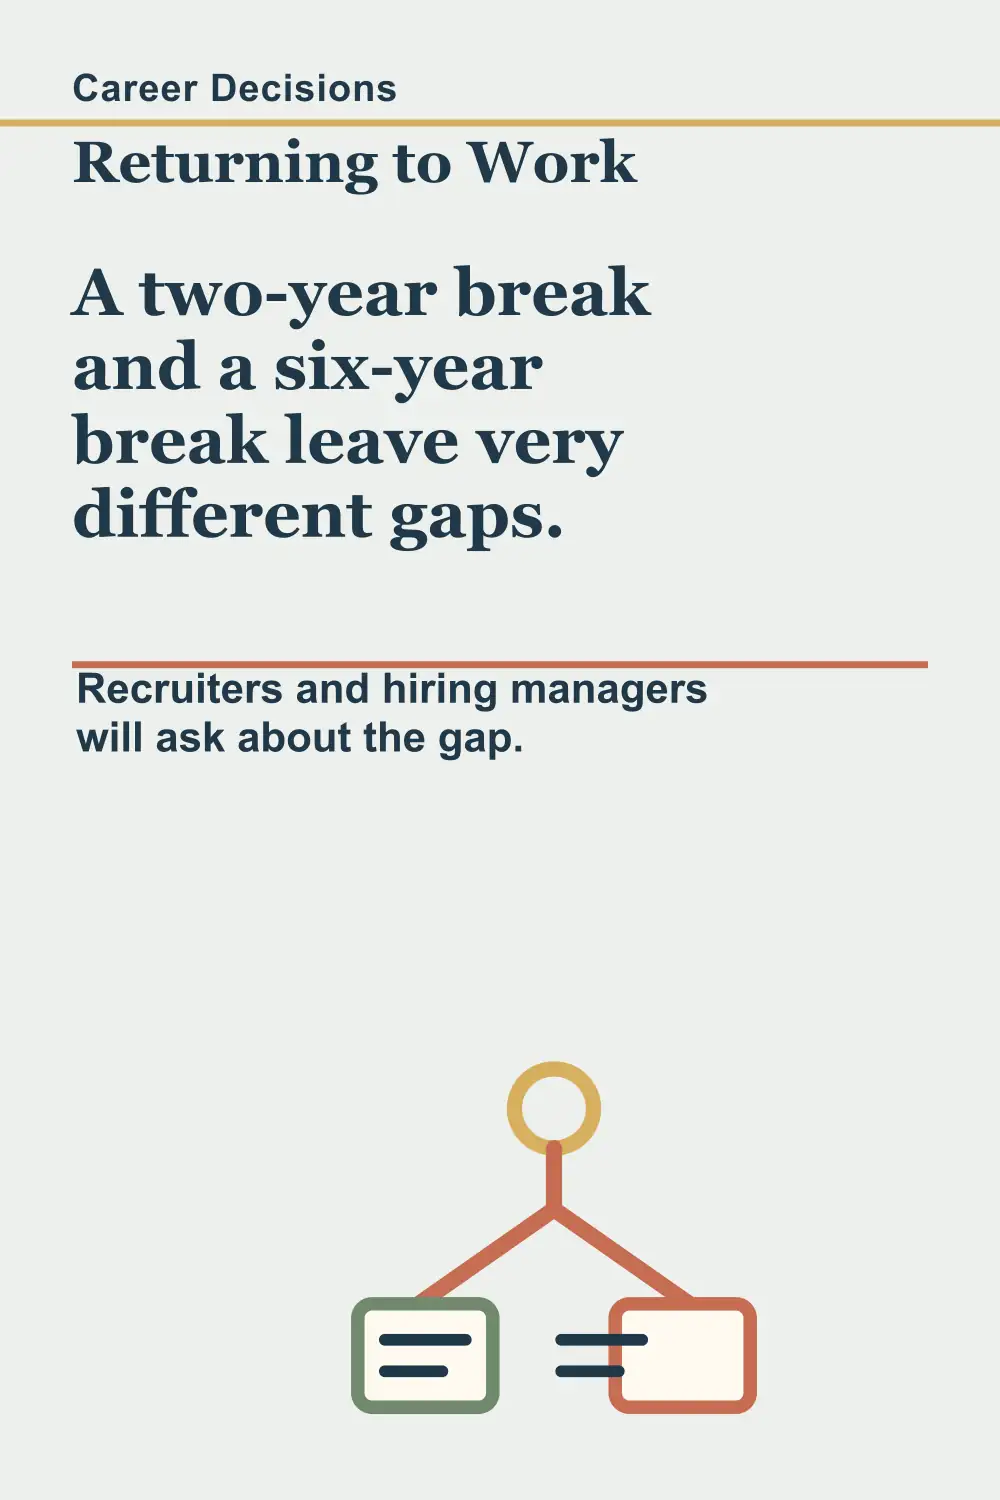 Career Decisions
Returning to Work
A two-year break
and a six-year
break leave very
different gaps.
Recruiters and hiring managers
will ask about the gap.